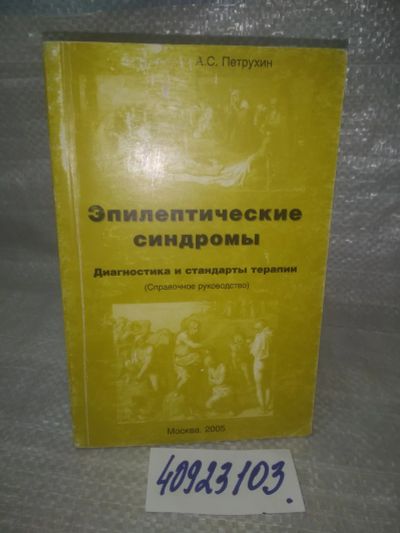 А.С. Петрухин
Эпилептические
синдромы
Диагностика и стандарты терапии
(Справочное руководство)
Москва, 2005
40923103.